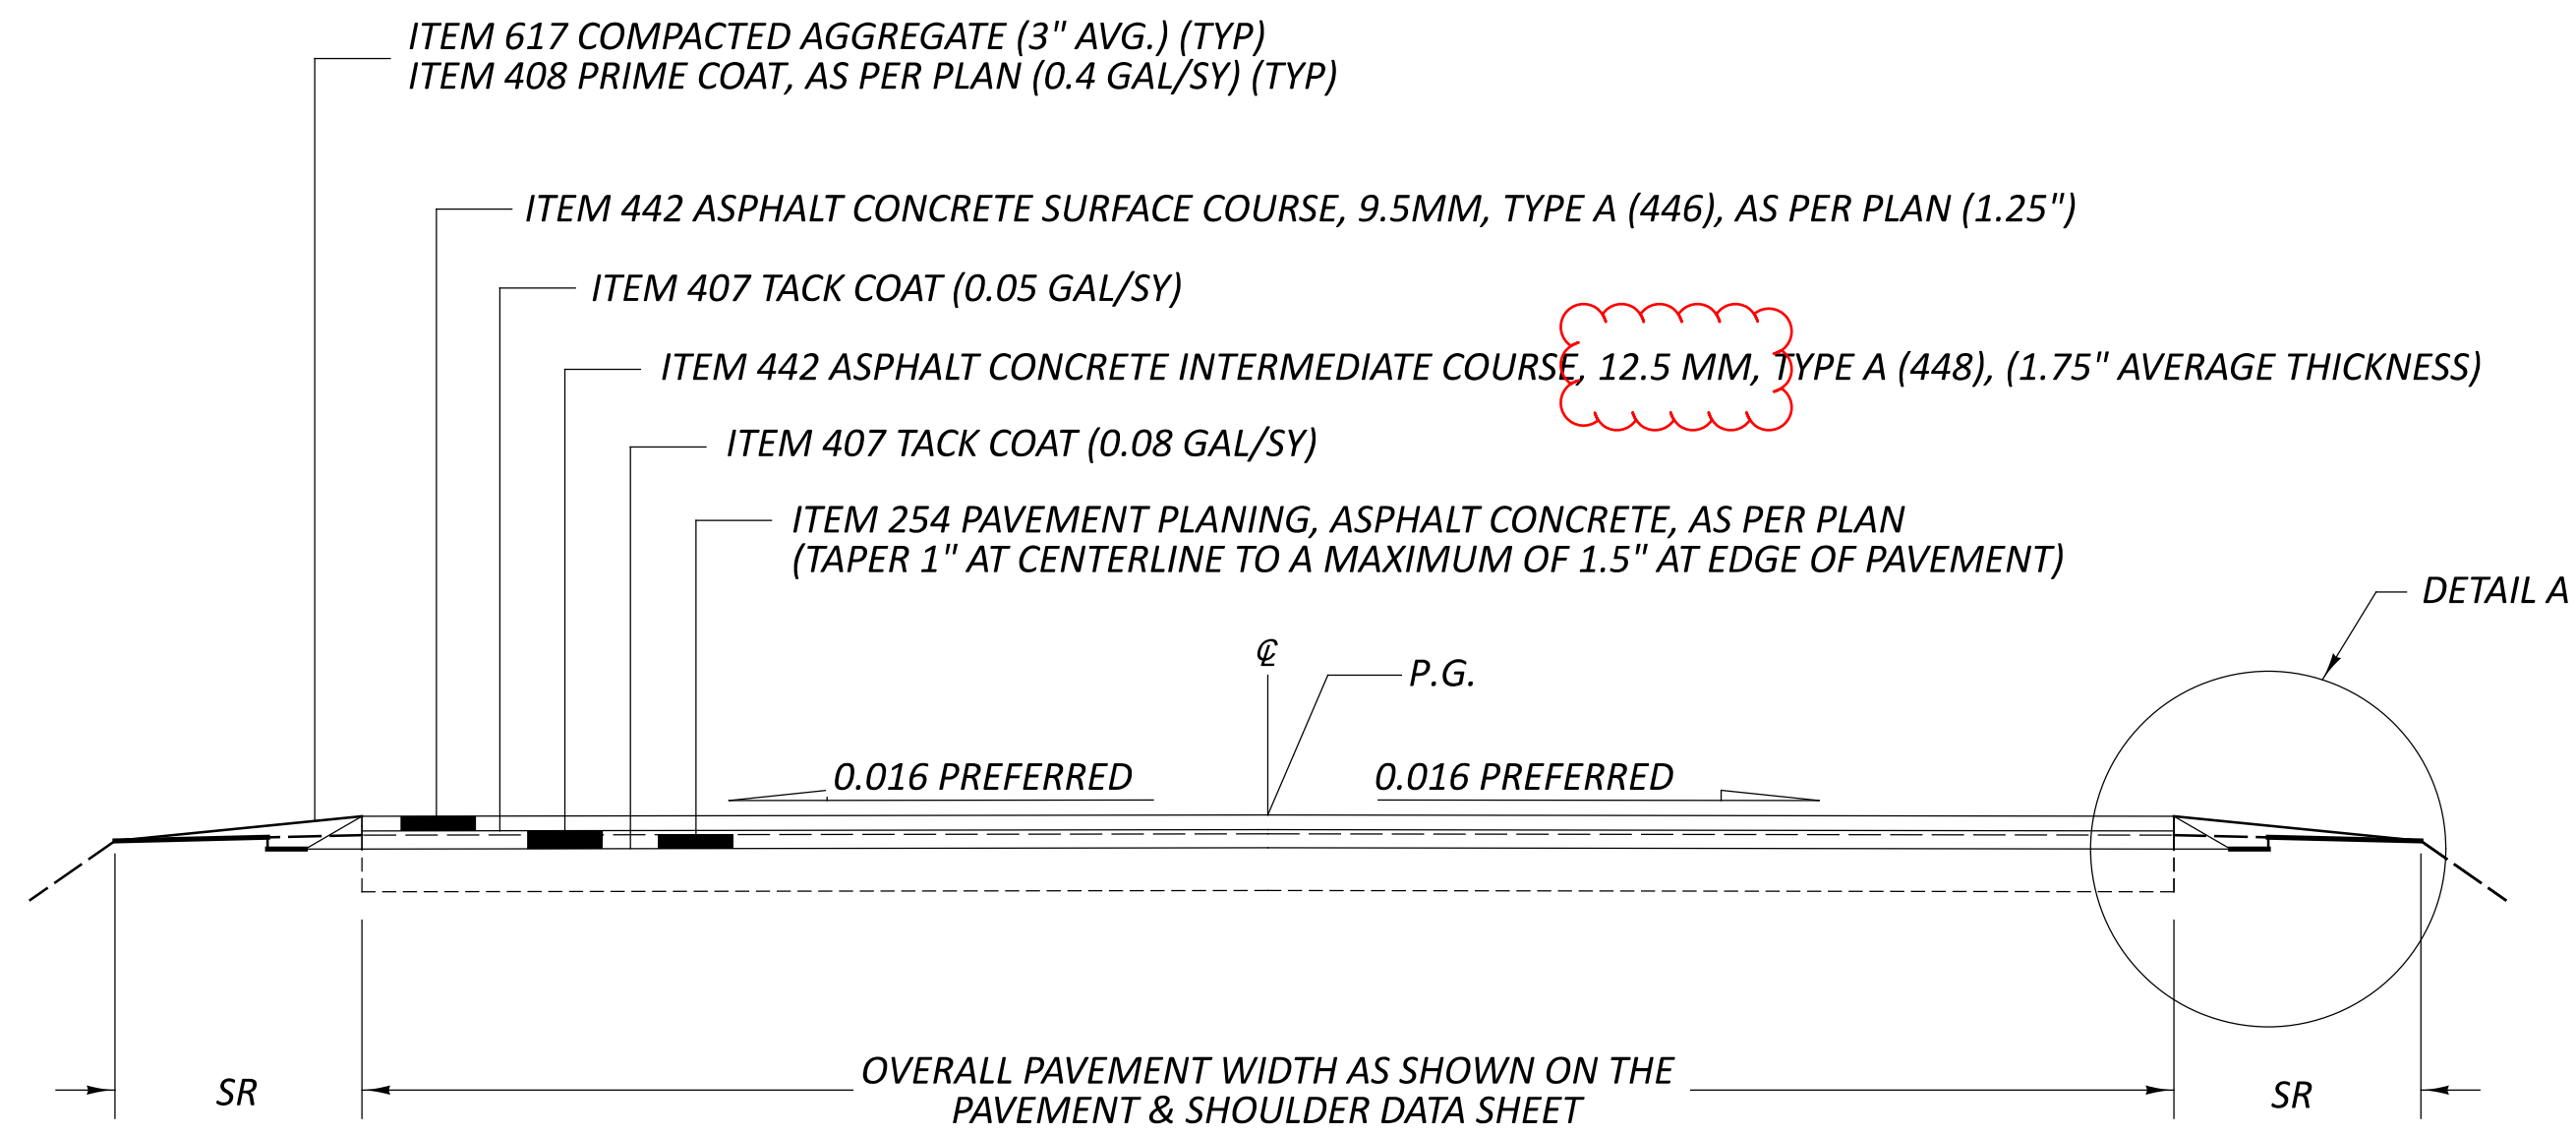 ITEM 617 COMPACTED AGGREGATE (3" AVG.) (TYP)
ITEM 408 PRIME COAT, AS PER PLAN (0.4 GAL/SY) (TYP)
ITEM 442 ASPHALT CONCRETE SURFACE COURSE, 9.5MM, TYPE A (446), AS PER PLAN (1.25")
ITEM 407 TACK COAT (0.05 GAL/SY)
ITEM 442 ASPHALT CONCRETE INTERMEDIATE COURSE, 12.5 MM, TYPE A (448), (1.75" AVERAGE THICKNESS)
ITEM 407 TACK COAT (0.08 GAL/SY)
ITEM 254 PAVEMENT PLANING, ASPHALT CONCRETE, AS PER PLAN
(TAPER 1" AT CENTERLINE TO A MAXIMUM OF 1.5" AT EDGE OF PAVEMENT)
DETAIL A
℄
P.G.
0.016 PREFERRED
0.016 PREFERRED
SR
OVERALL PAVEMENT WIDTH AS SHOWN ON THE
PAVEMENT & SHOULDER DATA SHEET
SR